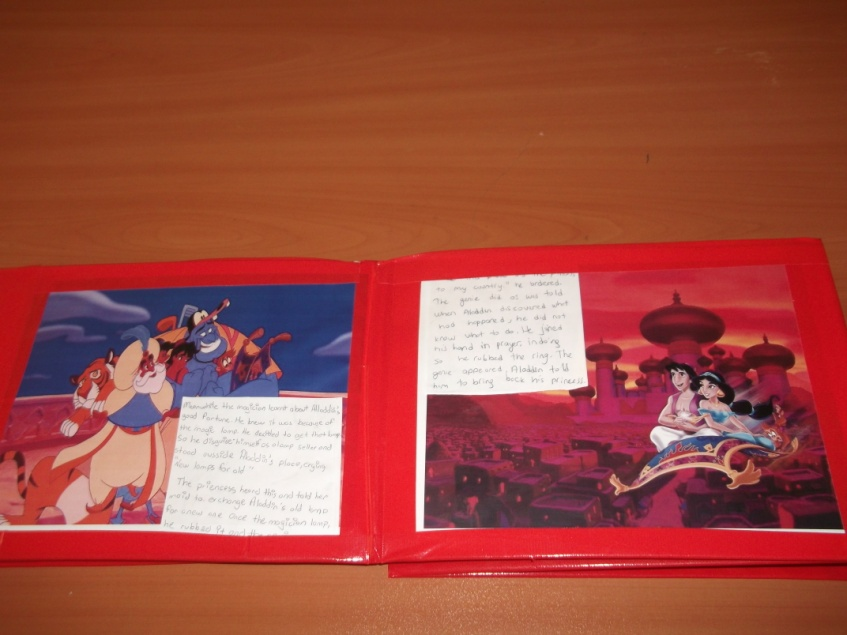 Meanwhile the magician learnt about Aladdin's
good fortune. He knew it was because of
the magic lamp. He decided to get that lamp
So he disguise himself as a lamp seller and
stood outside Aladdin's place, crying
"new lamps for old"
The princess heard this and told her
maid to exchange Aladdin's old lamp
for a new one Once the magician lamp,
he rubbed it and the
to my country" he ordered.
The genie did as was told
When Aladdin discovered what
had happened, he did not
know what to do. He joined
his hand in prayer, in doing
so he rubbed the ring. The
genie appeared, Aladdin told
him to bring back his princess.